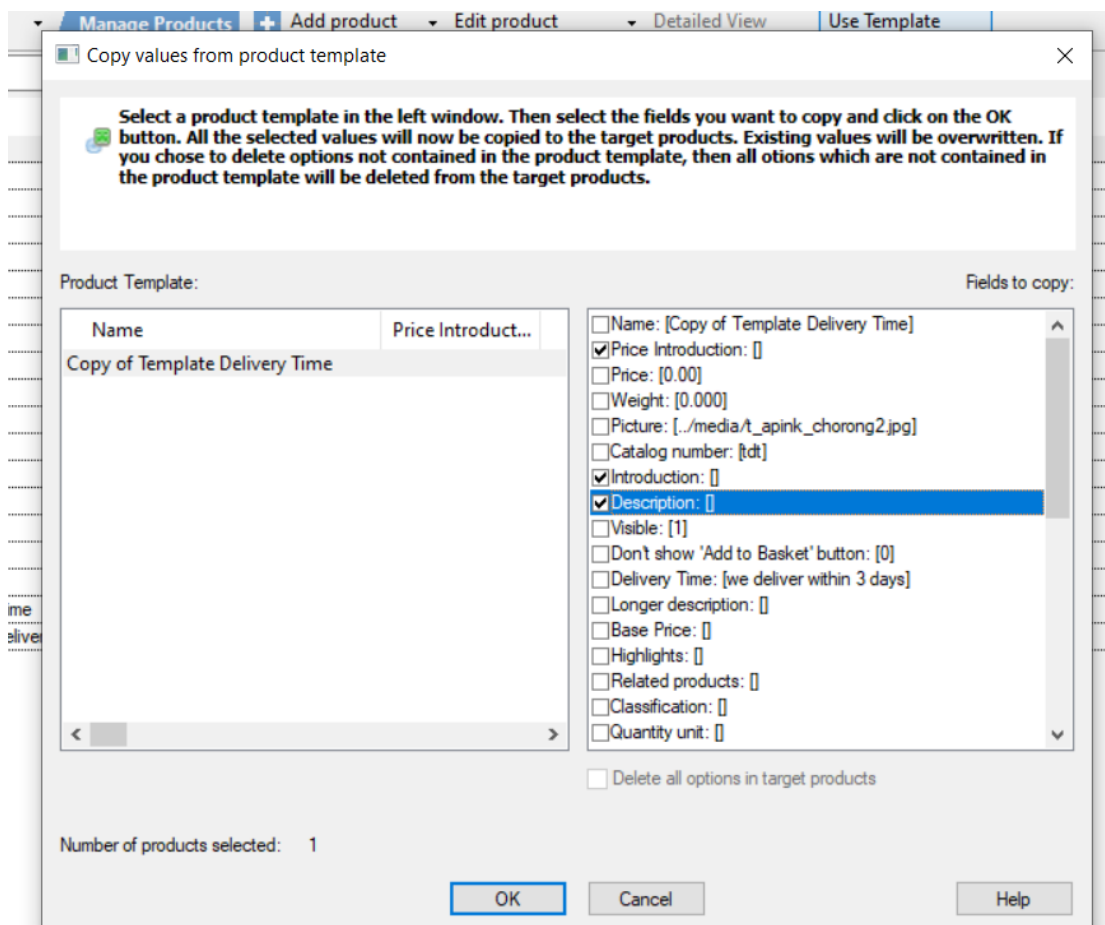 Manage Products Add product Edit product Detailed View Use Template
Copy values from product template
Select a product template in the left window. Then select the fields you want to copy and click on the OK
button. All the selected values will now be copied to the target products. Existing values will be overwritten. If
you chose to delete options not contained in the product template, then all otions which are not contained in
the product template will be deleted from the target products.
Product Template:
Fields to copy:
Name Price Introduct...
Copy of Template Delivery Time
Name: [Copy of Template Delivery Time]
Price Introduction: []
Price: [0.00]
Weight: [0.000]
Picture: [../media/t_apink_chorong2.jpg]
Catalog number: [tdt]
Introduction: []
Description: []
Visible: [1]
Don't show 'Add to Basket' button: [0]
Delivery Time: [we deliver within 3 days]
Longer description: []
Base Price: []
Highlights: []
Related products: []
Classification: []
Quantity unit: []
ime
eliver
Delete all options in target products
Number of products selected: 1
OK Cancel Help